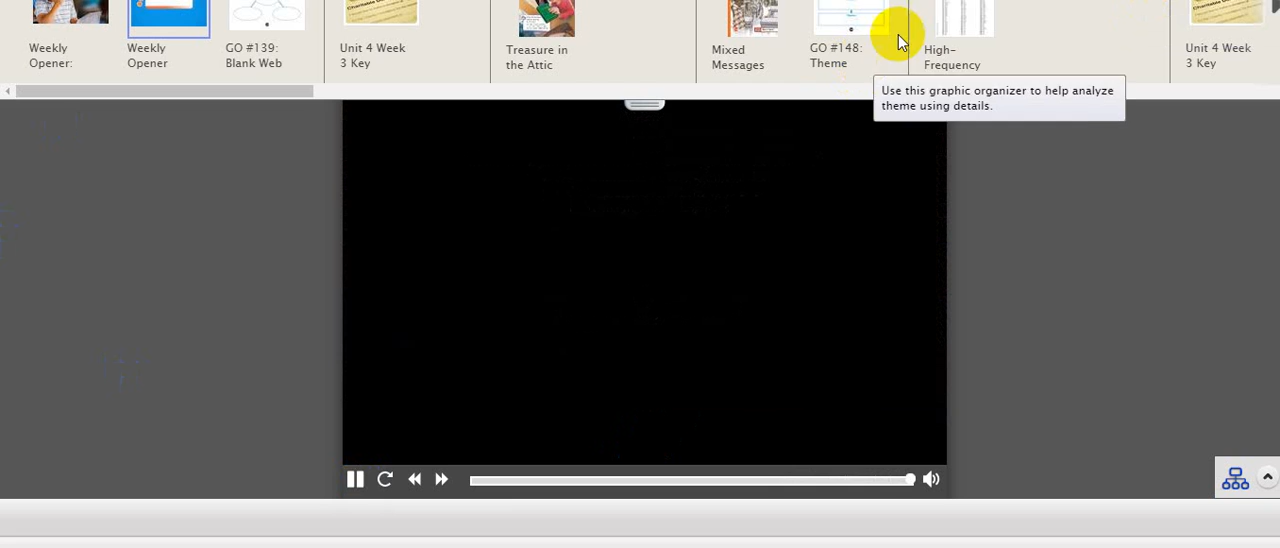 Weekly
Opener:
Weekly
Opener
GO #139:
Blank Web
Unit 4 Week
3 Key
Treasure in
the Attic
Mixed
Messages
GO #148:
Theme
High-
Frequency
Unit 4 Week
3 Key
Use this graphic organizer to help analyze
theme using details.